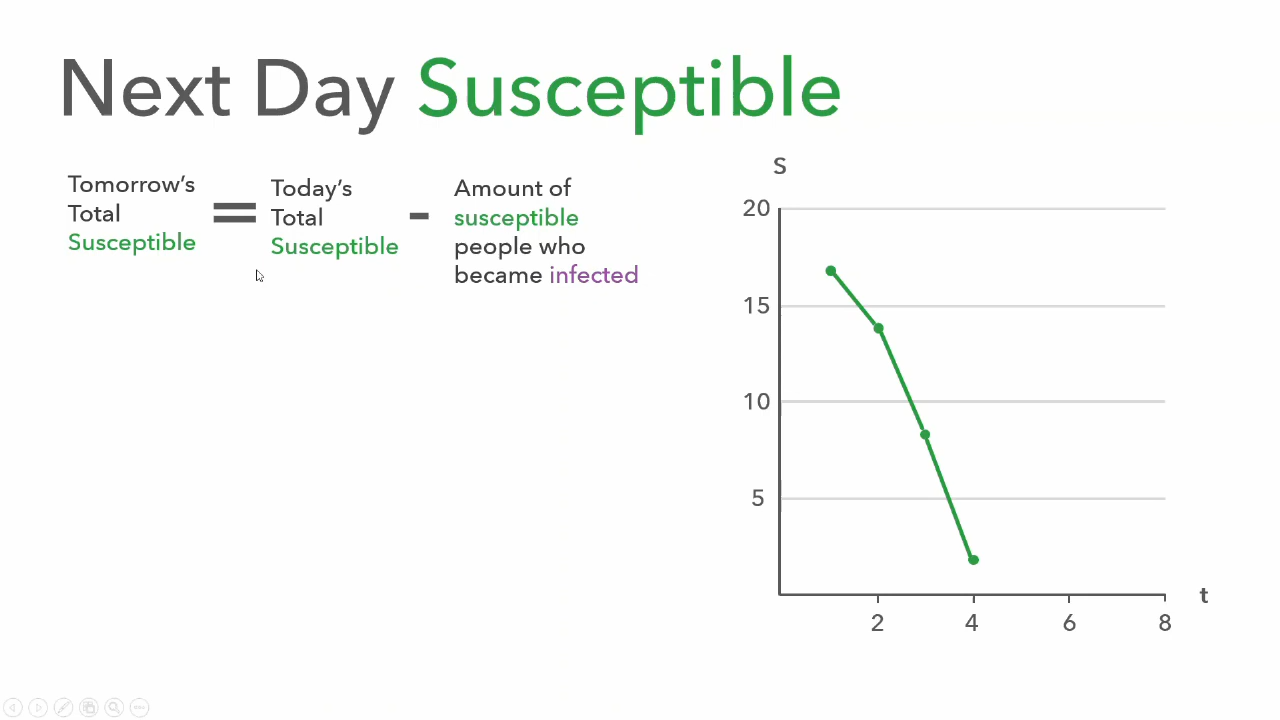 Next Day Susceptible
Tomorrow's
Total
Susceptible
=
Today's
Total
Susceptible
-
Amount of
susceptible
people who
became infected
S
20
15
10
5
2 4 6 8
t